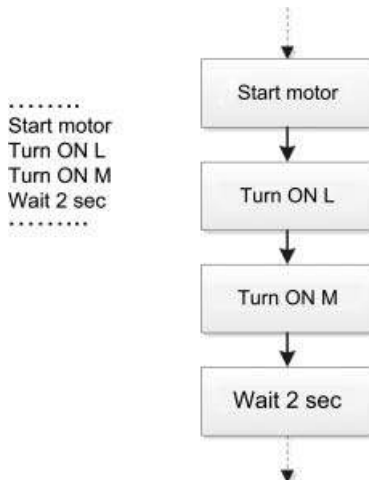 ........
Start motor
Turn ON L
Turn ON M
Wait 2 sec
.........
Start motor
Turn ON L
Turn ON M
Wait 2 sec